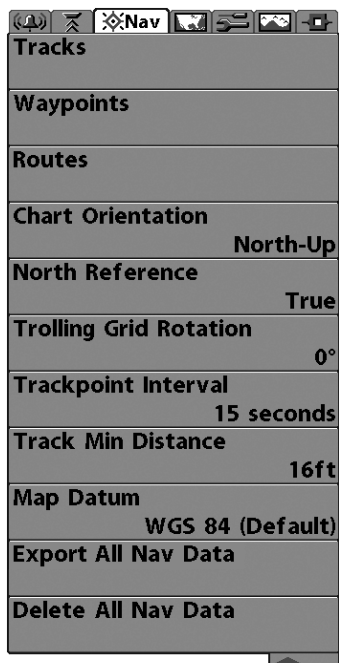 Nav
Tracks
Waypoints
Routes
Chart Orientation
North-Up
North Reference
True
Trolling Grid Rotation
0°
Trackpoint Interval
15 seconds
Track Min Distance
16ft
Map Datum
WGS 84 (Default)
Export All Nav Data
Delete All Nav Data